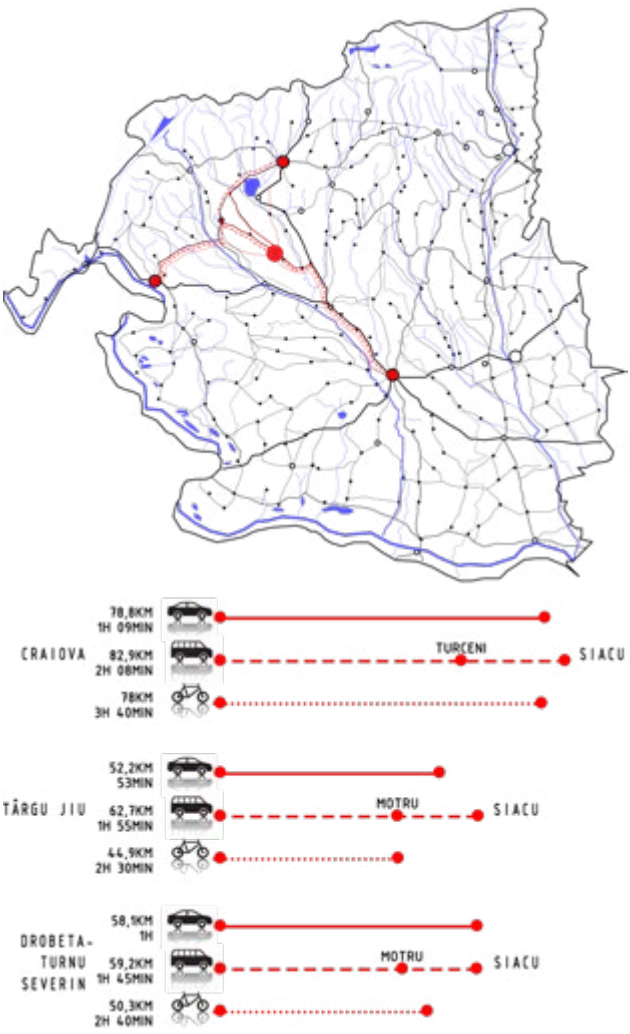 78,8KM
1H 09MIN
CRAIOVA
82,9KM
2H 08MIN
TURCENI
SIACU
78KM
3H 40MIN
52,2KM
53MIN
TÂRGU JIU
62,7KM
1H 55MIN
MOTRU
SIACU
44,9KM
2H 30MIN
58,1KM
1H
DROBETA-
TURNU
SEVERIN
59,2KM
1H 45MIN
MOTRU
SIACU
50,3KM
2H 40MIN